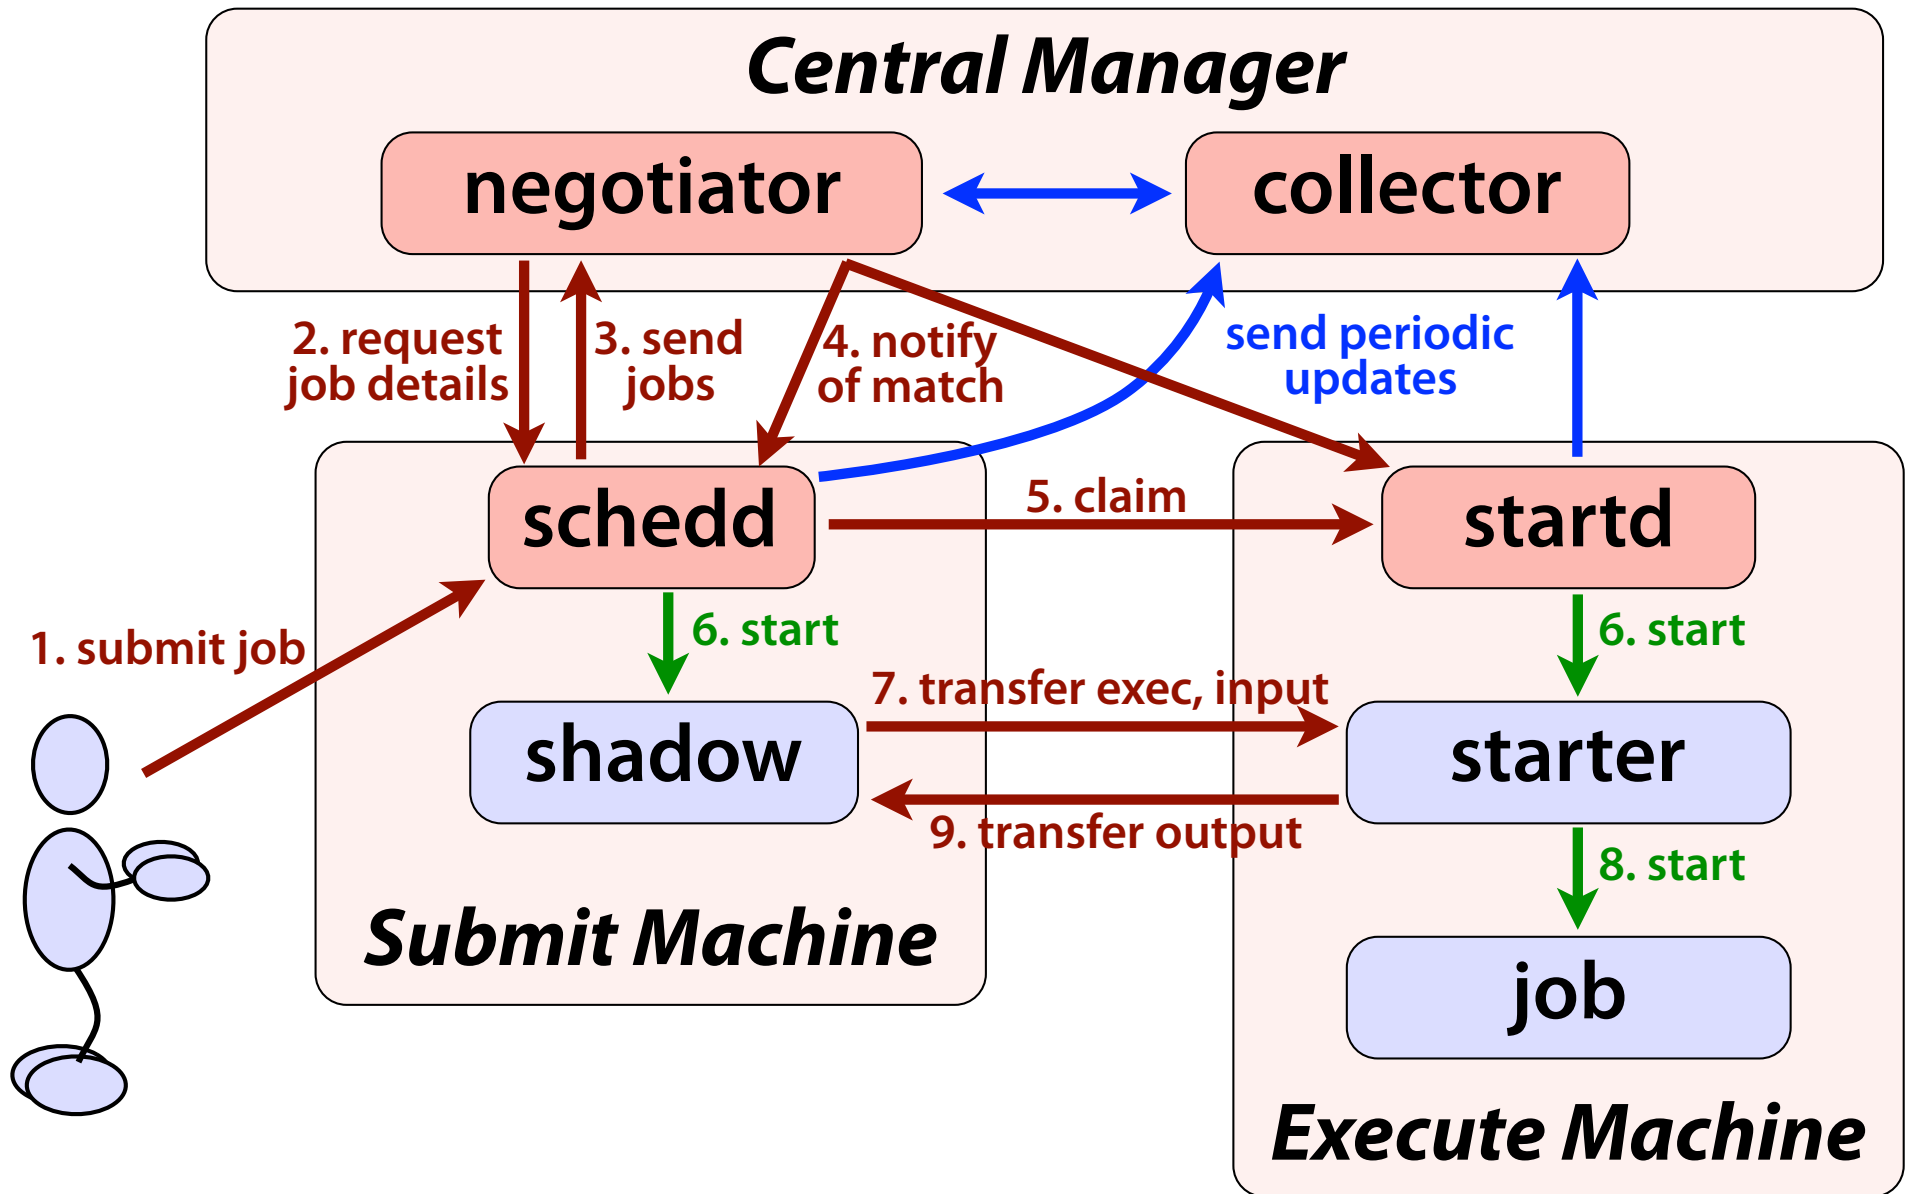 Central Manager
negotiator
collector
2. request
job details
3. send
jobs
4. notify
of match
send periodic
updates
schedd
5. claim
startd
1. submit job
6. start
6. start
7. transfer exec, input
shadow
starter
9. transfer output
8. start
Submit Machine
job
Execute Machine